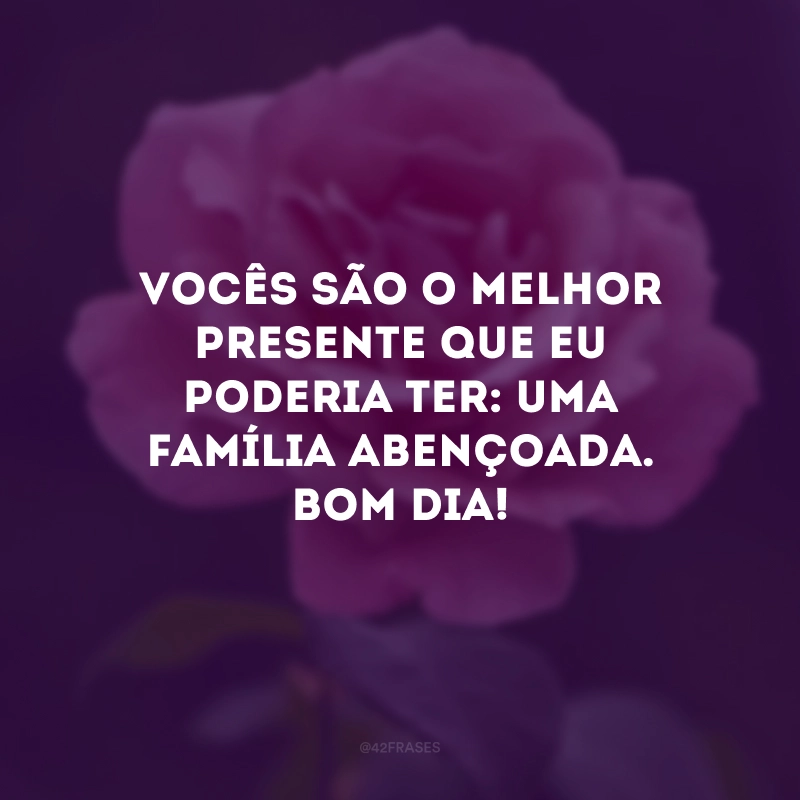 VOCÊS SÃO O MELHOR
PRESENTE QUE EU
PODERIA TER: UMA
FAMÍLIA ABENÇOADA.
BOM DIA!
@42FRASES